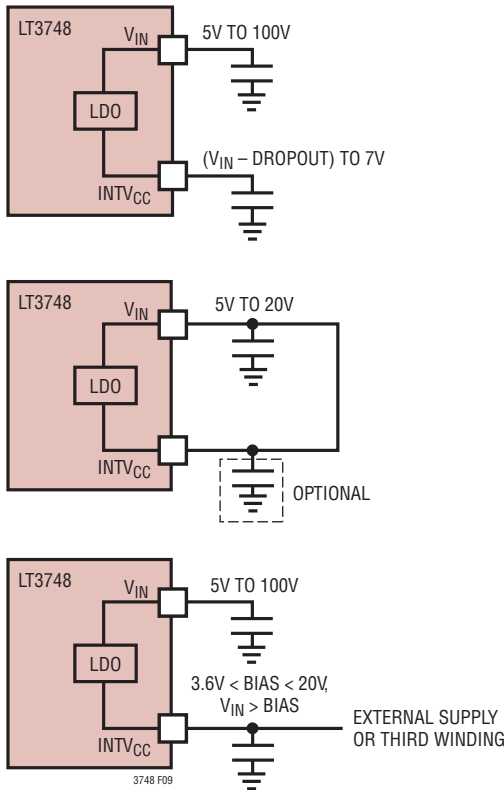 LT3748
VIN
5V TO 100V
LDO
(VIN – DROPOUT) TO 7V
INTVCC
LT3748
VIN
5V TO 20V
LDO
INTVCC
OPTIONAL
LT3748
VIN
5V TO 100V
LDO
3.6V < BIAS < 20V,
VIN > BIAS
EXTERNAL SUPPLY
OR THIRD WINDING
INTVCC
3748 F09